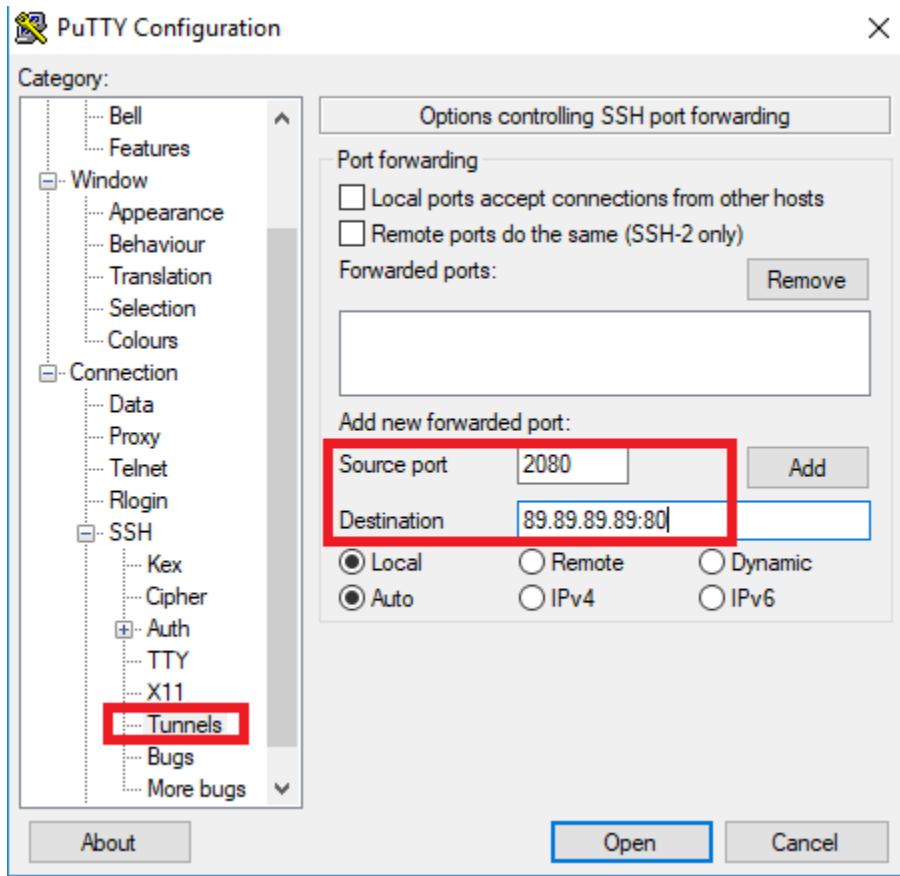 PuTTY Configuration
Category:
Bell
Features
Window
Appearance
Behaviour
Translation
Selection
Colours
Connection
Data
Proxy
Telnet
Rlogin
SSH
Kex
Cipher
Auth
TTY
X11
Tunnels
Bugs
More bugs
Options controlling SSH port forwarding
Port forwarding
Local ports accept connections from other hosts
Remote ports do the same (SSH-2 only)
Forwarded ports:
Remove
Add new forwarded port:
Source port 2080 Add
Destination 89.89.89.89:80
Local Remote Dynamic
Auto IPv4 IPv6
About Open Cancel